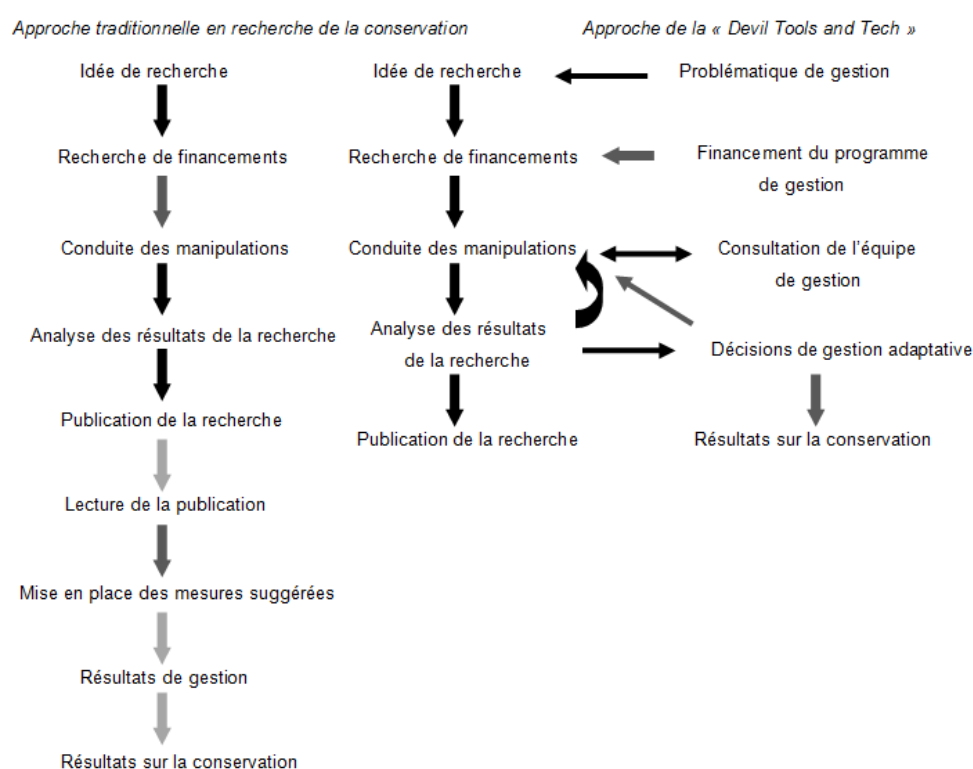 Approche traditionnelle en recherche de la conservation
Idée de recherche
Recherche de financements
Conduite des manipulations
Analyse des résultats de la recherche
Publication de la recherche
Lecture de la publication
Mise en place des mesures suggérées
Résultats de gestion
Résultats sur la conservation
Approche de la « Devil Tools and Tech »
Idée de recherche
Recherche de financements
Conduite des manipulations
Analyse des résultats
de la recherche
Publication de la recherche
Problématique de gestion
Financement du programme
de gestion
Consultation de l'équipe
de gestion
Décisions de gestion adaptative
Résultats sur la conservation